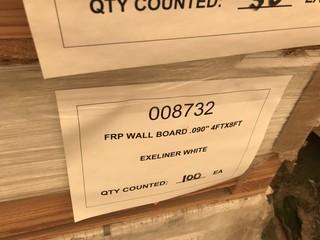 QTY COUNTED:
008732
FRP WALL BOARD .090" 4FTX8FT
EXELINER WHITE
QTY COUNTED: 100 EA